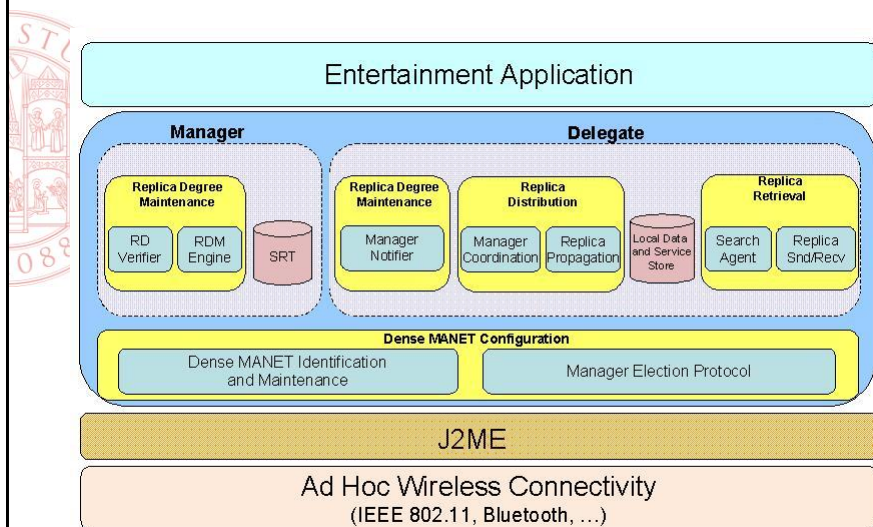 STU
088
Entertainment Application
Manager
Delegate
Replica Degree
Maintenance
RD
Verifier
RDM
Engine
SRT
Replica Degree
Maintenance
Manager
Notifier
Replica
Distribution
Manager
Coordination
Replica
Propagation
Local Data
and Service
Store
Replica
Retrieval
Search
Agent
Replica
Snd/Recv
Dense MANET Configuration
Dense MANET Identification
and Maintenance
Manager Election Protocol
J2ME
Ad Hoc Wireless Connectivity
(IEEE 802.11, Bluetooth, …)